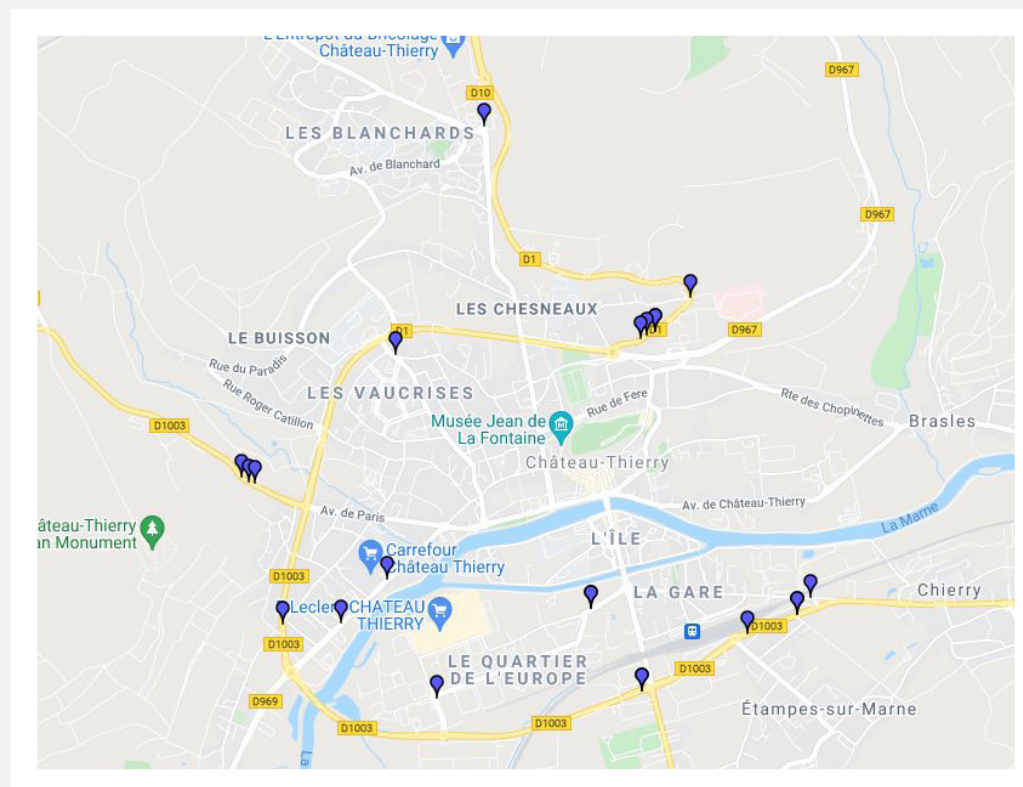 L'Entrepôt du Bricolage
Château-Thierry
D967
D10
LES BLANCHARDS
Av. de Blanchard
D967
D1
LES CHESNEAUX
D1
D967
D1
LE BUISSON
Rue du Paradis
Rue Roger Catillon
LES VAUCRISES
Rue de Fere
Rte des Chopinettes
Brasles
Musée Jean de
La Fontaine
D1003
Château-Thierry
Av. de Château-Thierry
Av. de Paris
La Marne
âteau-Thierry
an Monument
L'ÎLE
Carrefour
Château Thierry
D1003
LA GARE
Chierry
Lecler CHATEAU
THIERRY
D1003
D1003
LE QUARTIER
DE L'EUROPE
D1003
D969
Étampes-sur-Marne
D1003
D1003
La